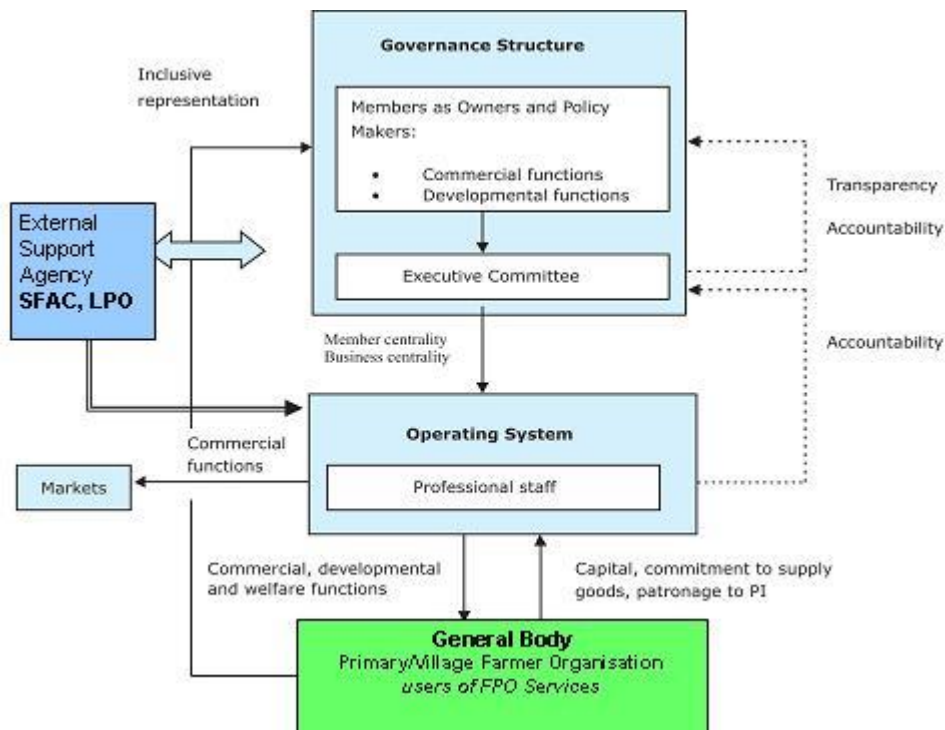 Governance Structure
Inclusive
representation
Members as Owners and Policy
Makers:
• Commercial functions
• Developmental functions
Transparency
Accountability
External
Support
Agency
SFAC, LPO
Executive Committee
Member centrality
Business centrality
Accountability
Operating System
Commercial
functions
Markets
Professional staff
Commercial, developmental
and welfare functions
Capital, commitment to supply
goods, patronage to PI
General Body
Primary/Village Farmer Organisation
users of FPO Services